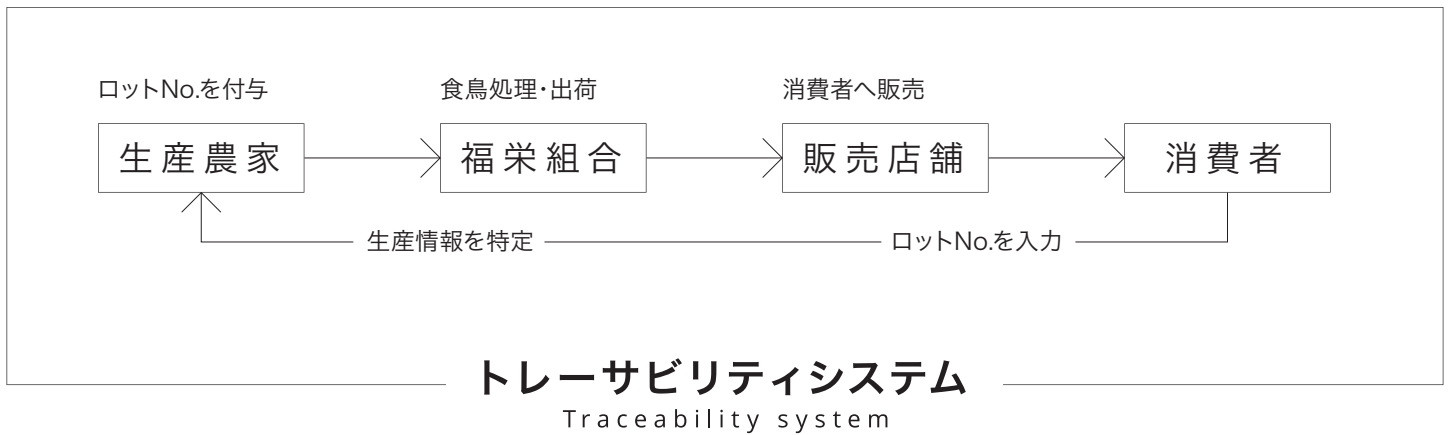 ロットNo.を付与
食鳥処理・出荷
消費者へ販売
生産農家
福栄組合
販売店舗
消費者
生産情報を特定
ロットNo.を入力
トレーサビリティシステム
Traceability system